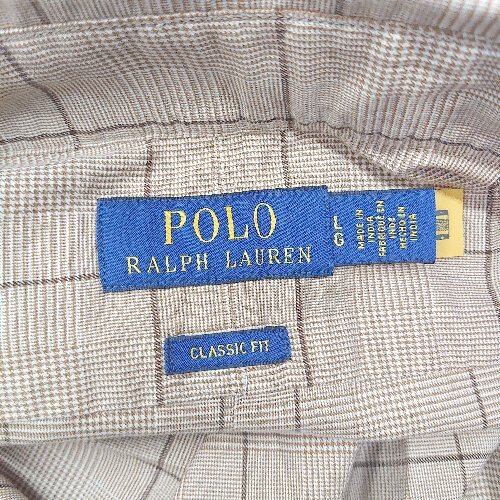 POLO
RALPH LAUREN
L
G
MADE IN
INDIA
FABRIQUÉ EN
INDE
HECHO EN
INDIA
CLASSIC FIT